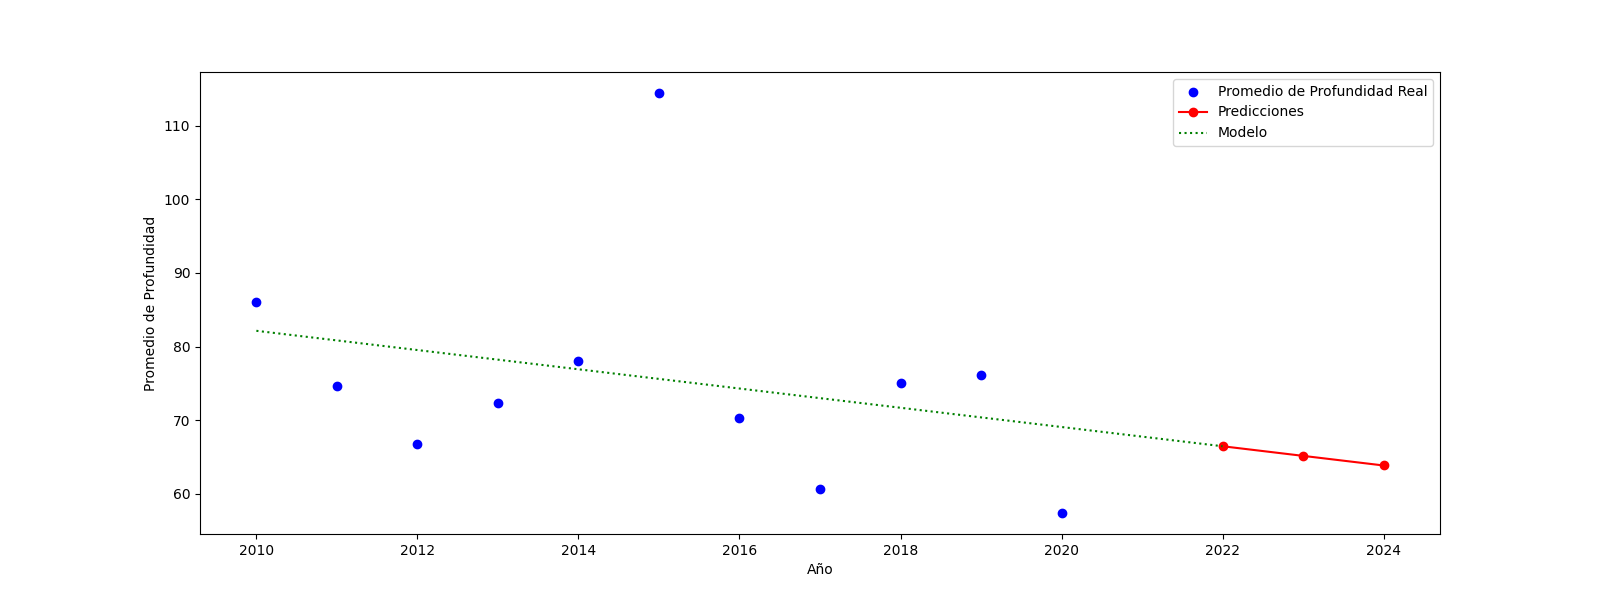 Promedio de Profundidad Real
Predicciones
Modelo
110
100
90
80
70
60
Promedio de Profundidad
2010 2012 2014 2016 2018 2020 2022 2024
Año